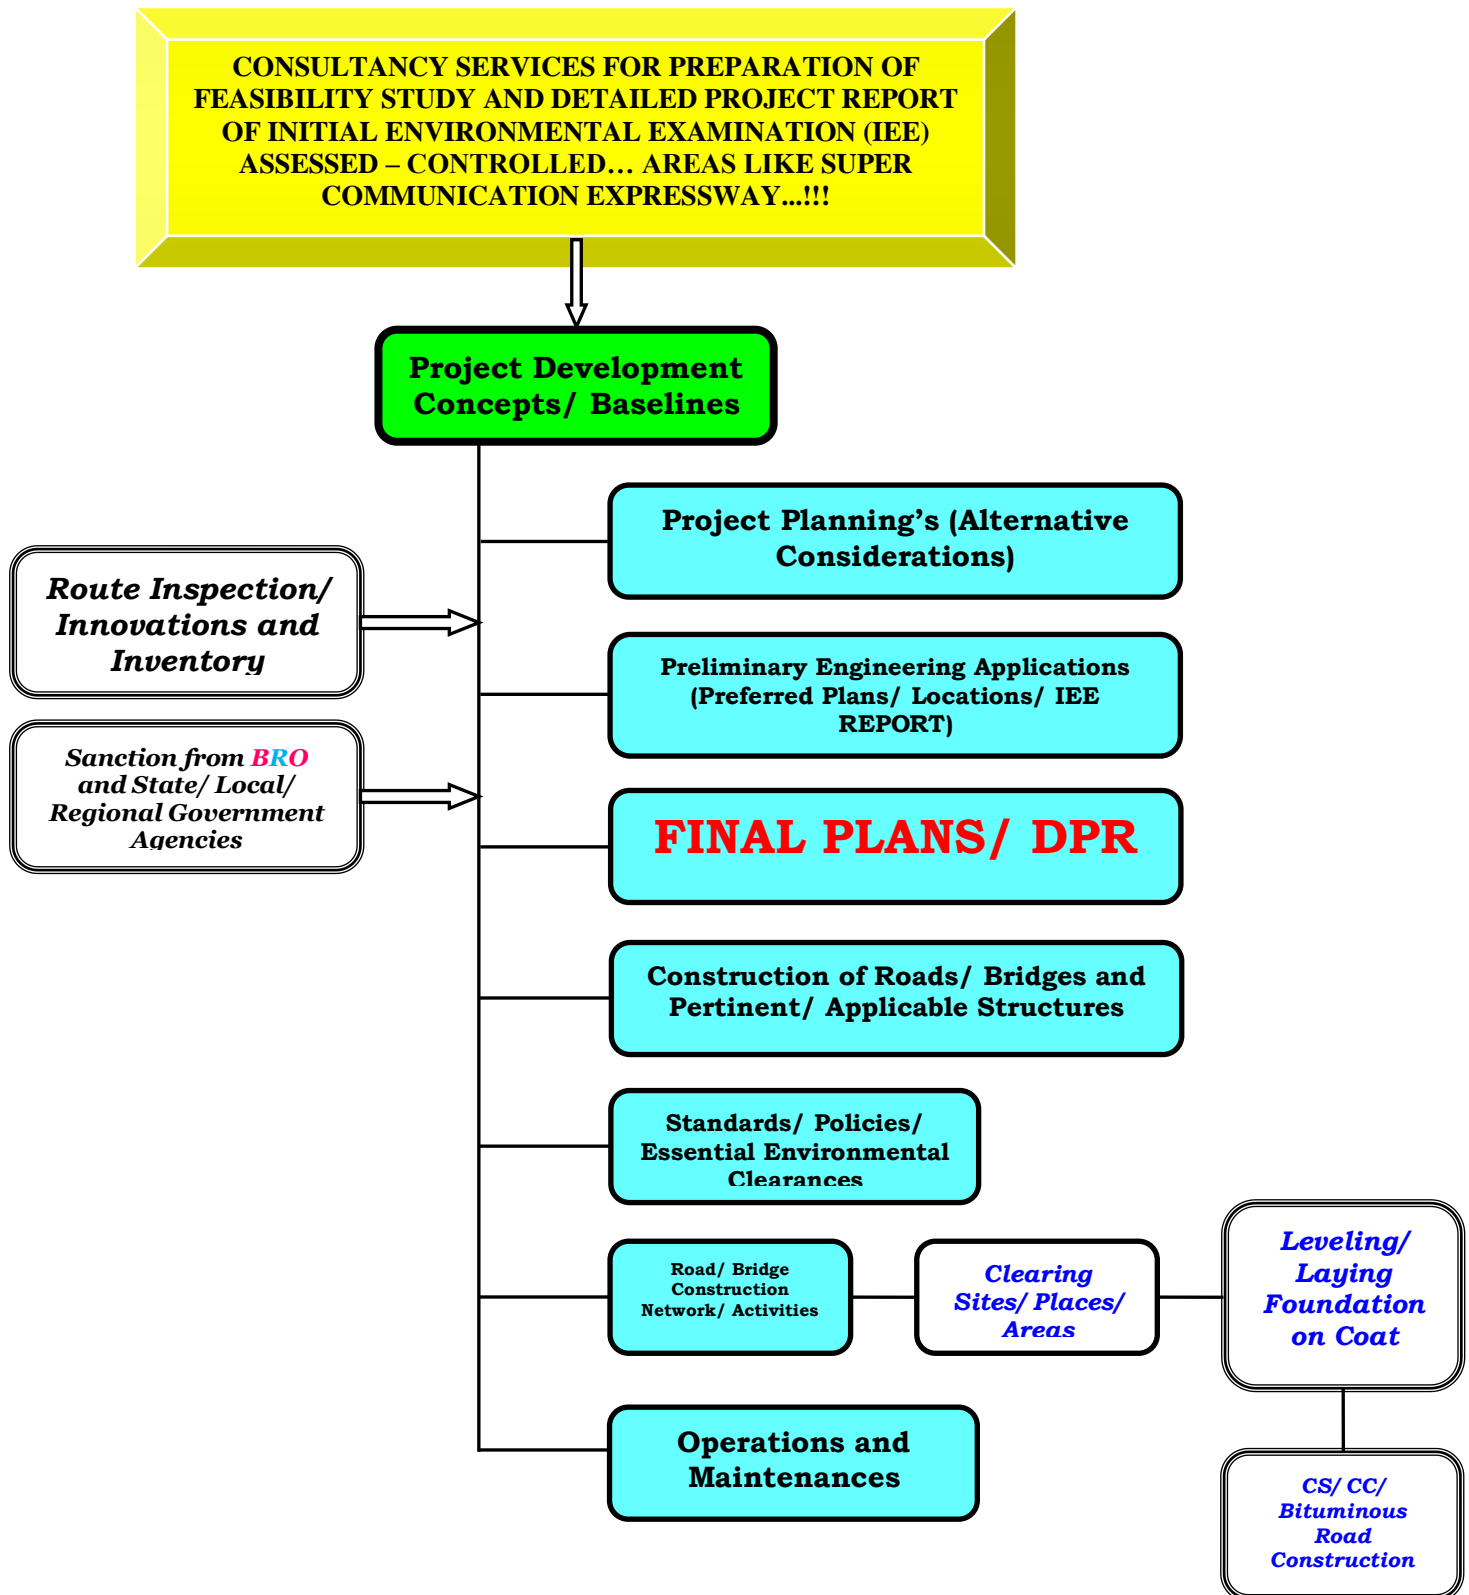 CONSULTANCY SERVICES FOR PREPARATION OF
FEASIBILITY STUDY AND DETAILED PROJECT REPORT
OF INITIAL ENVIRONMENTAL EXAMINATION (IEE)
ASSESSED – CONTROLLED… AREAS LIKE SUPER
COMMUNICATION EXPRESSWAY...!!!
Project Development
Concepts/ Baselines
Project Planning’s (Alternative
Considerations)
Route Inspection/
Innovations and
Inventory
Preliminary Engineering Applications
(Preferred Plans/ Locations/ IEE
REPORT)
Sanction from BRO
and State/ Local/
Regional Government
Agencies
FINAL PLANS/ DPR
Construction of Roads/ Bridges and
Pertinent/ Applicable Structures
Standards/ Policies/
Essential Environmental
Clearances
Road/ Bridge
Construction
Network/ Activities
Clearing
Sites/ Places/
Areas
Leveling/
Laying
Foundation
on Coat
Operations and
Maintenances
CS/ CC/
Bituminous
Road
Construction